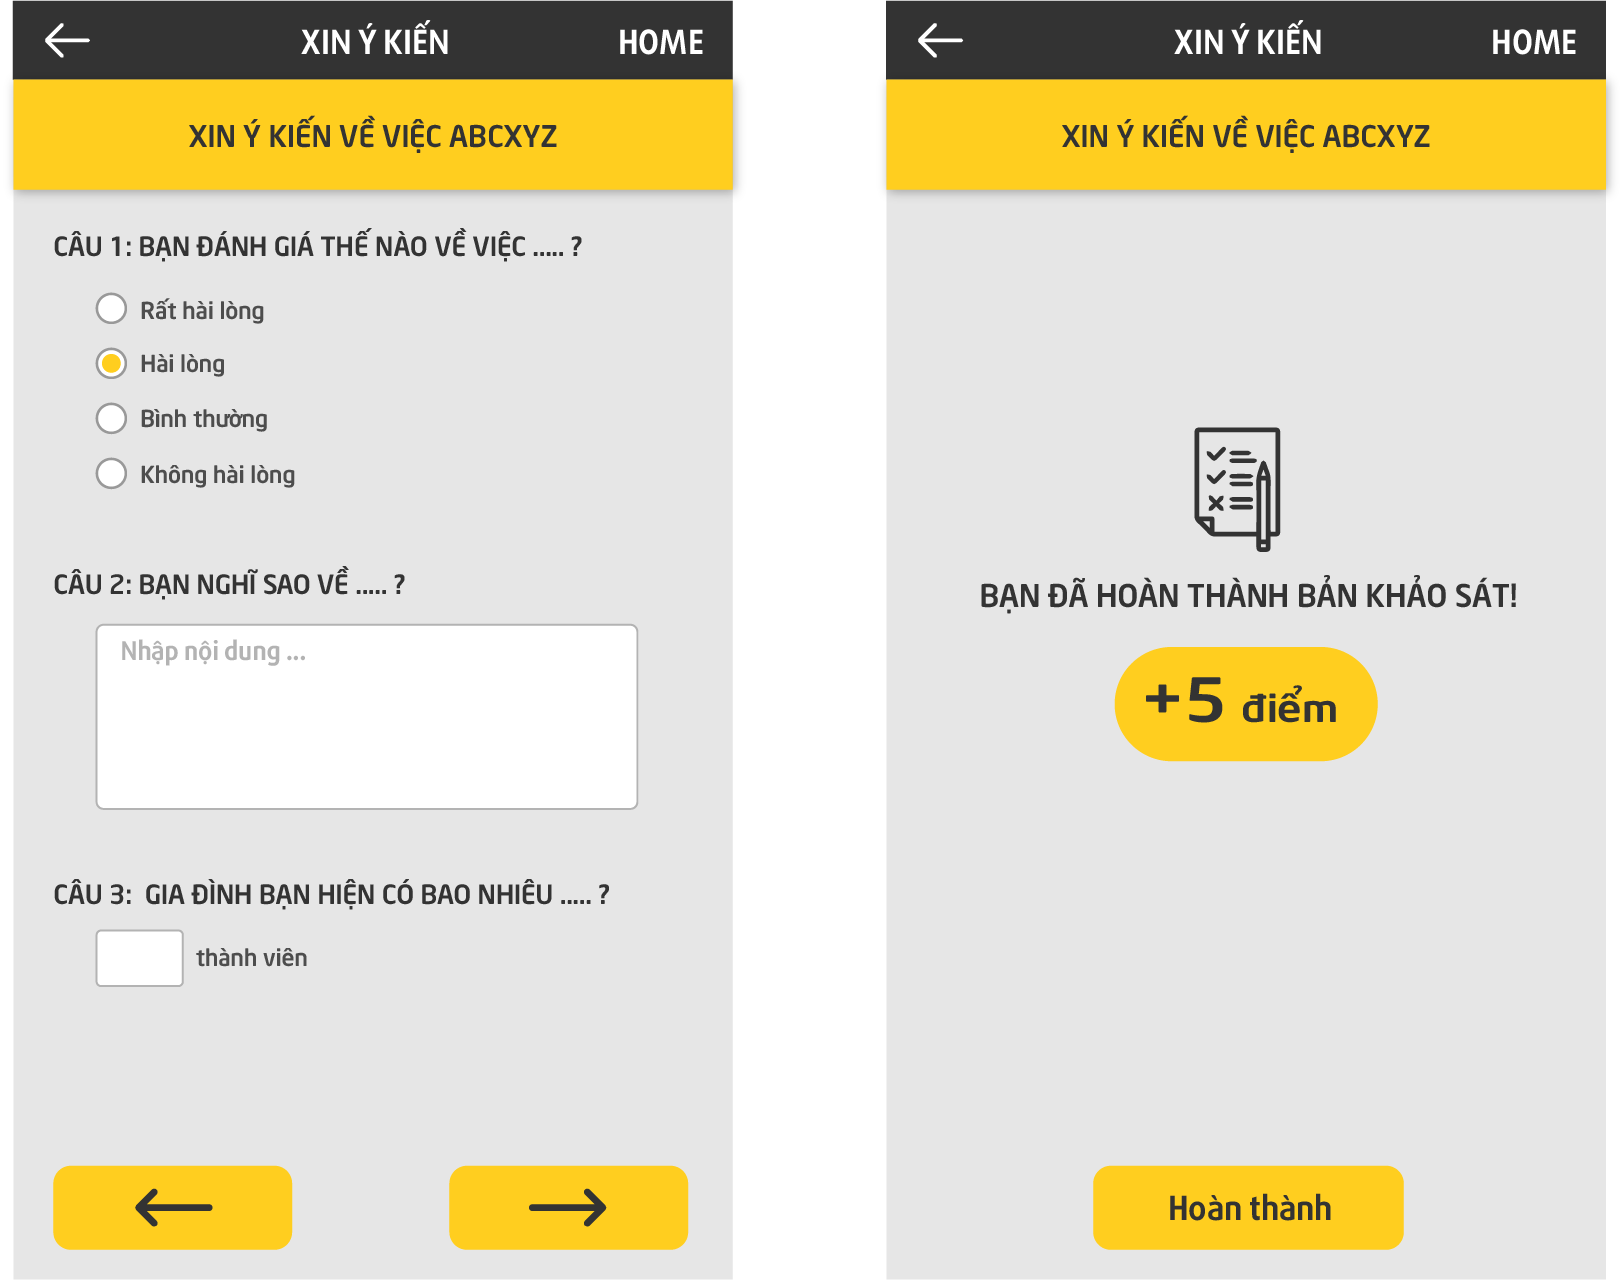 XIN Ý KIẾN
HOME
XIN Ý KIẾN VỀ VIỆC ABCXYZ
CÂU 1: BẠN ĐÁNH GIÁ THẾ NÀO VỀ VIỆC ..... ?
Rất hài lòng
Hài lòng
Bình thường
Không hài lòng
CÂU 2: BẠN NGHĨ SAO VỀ ..... ?
Nhập nội dung ...
CÂU 3: GIA ĐÌNH BẠN HIỆN CÓ BAO NHIÊU ..... ?
thành viên
XIN Ý KIẾN
HOME
XIN Ý KIẾN VỀ VIỆC ABCXYZ
BẠN ĐÃ HOÀN THÀNH BẢN KHẢO SÁT!
+5 điểm
Hoàn thành